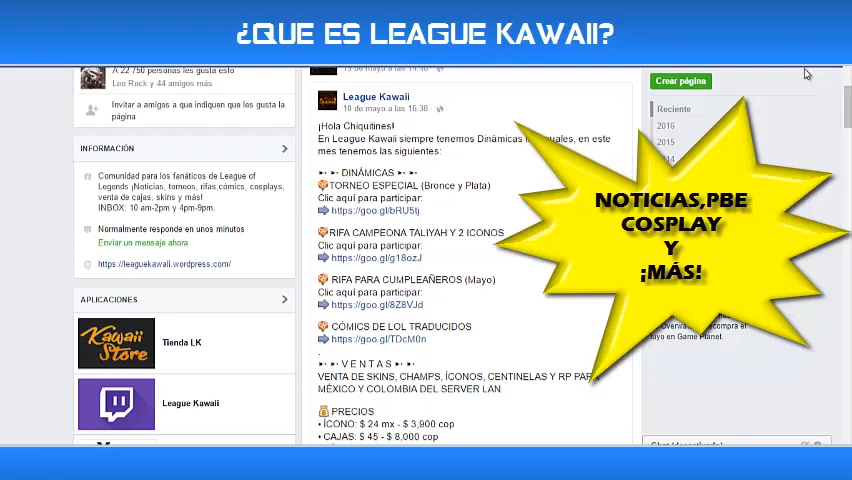 ¿QUE ES LEAGUE KAWAII?
A 22 750 personas les gusta esto
Lee Rock y 44 amigos más
Invitar a amigos a que indiquen que les gusta la
página
INFORMACIÓN
Comunidad para los fanáticos de League of
Legends ¡Noticias, torneos, rifas,cómics, cosplays,
venta de cajas, skins y más!
INBOX: 10 am-2pm y 4pm-9pm.
Normalmente responde en unos minutos
Enviar un mensaje ahora
https://leaguekawaii.wordpress.com/
APLICACIONES
Kawaii
Store
Tienda LK
League Kawaii
League Kawaii
10 de mayo a las 16:38
¡Hola Chiquitines!
En League Kawaii siempre tenemos Dinámicas, en este
mes tenemos las siguientes:
DINÁMICAS
TORNEO ESPECIAL (Bronce y Plata)
Clic aquí para participar:
https://goo.gl/bRU5tj
RIFA CAMPEONA TALIYAH Y 2 ICONOS
Clic aquí para participar:
https://goo.gl/g18ozJ
RIFA PARA CUMPLEAÑEROS (Mayo)
Clic aquí para participar:
https://goo.gl/8Z8VJd
CÓMICS DE LOL TRADUCIDOS
https://goo.gl/TDcM0n
.
V E N T A S
VENTA DE SKINS, CHAMPS, ÍCONOS, CENTINELAS Y RP PARA
MÉXICO Y COLOMBIA DEL SERVER LAN
PRECIOS
• ÍCONO: $ 24 mx - $ 3,900 cop
• CAJAS: $ 45 - $ 8,000 cop
Crear página
Reciente
2016
2015
2014
NOTICIAS,PBE
COSPLAY
Y
¡MÁS!
tuyo en Game Planet.